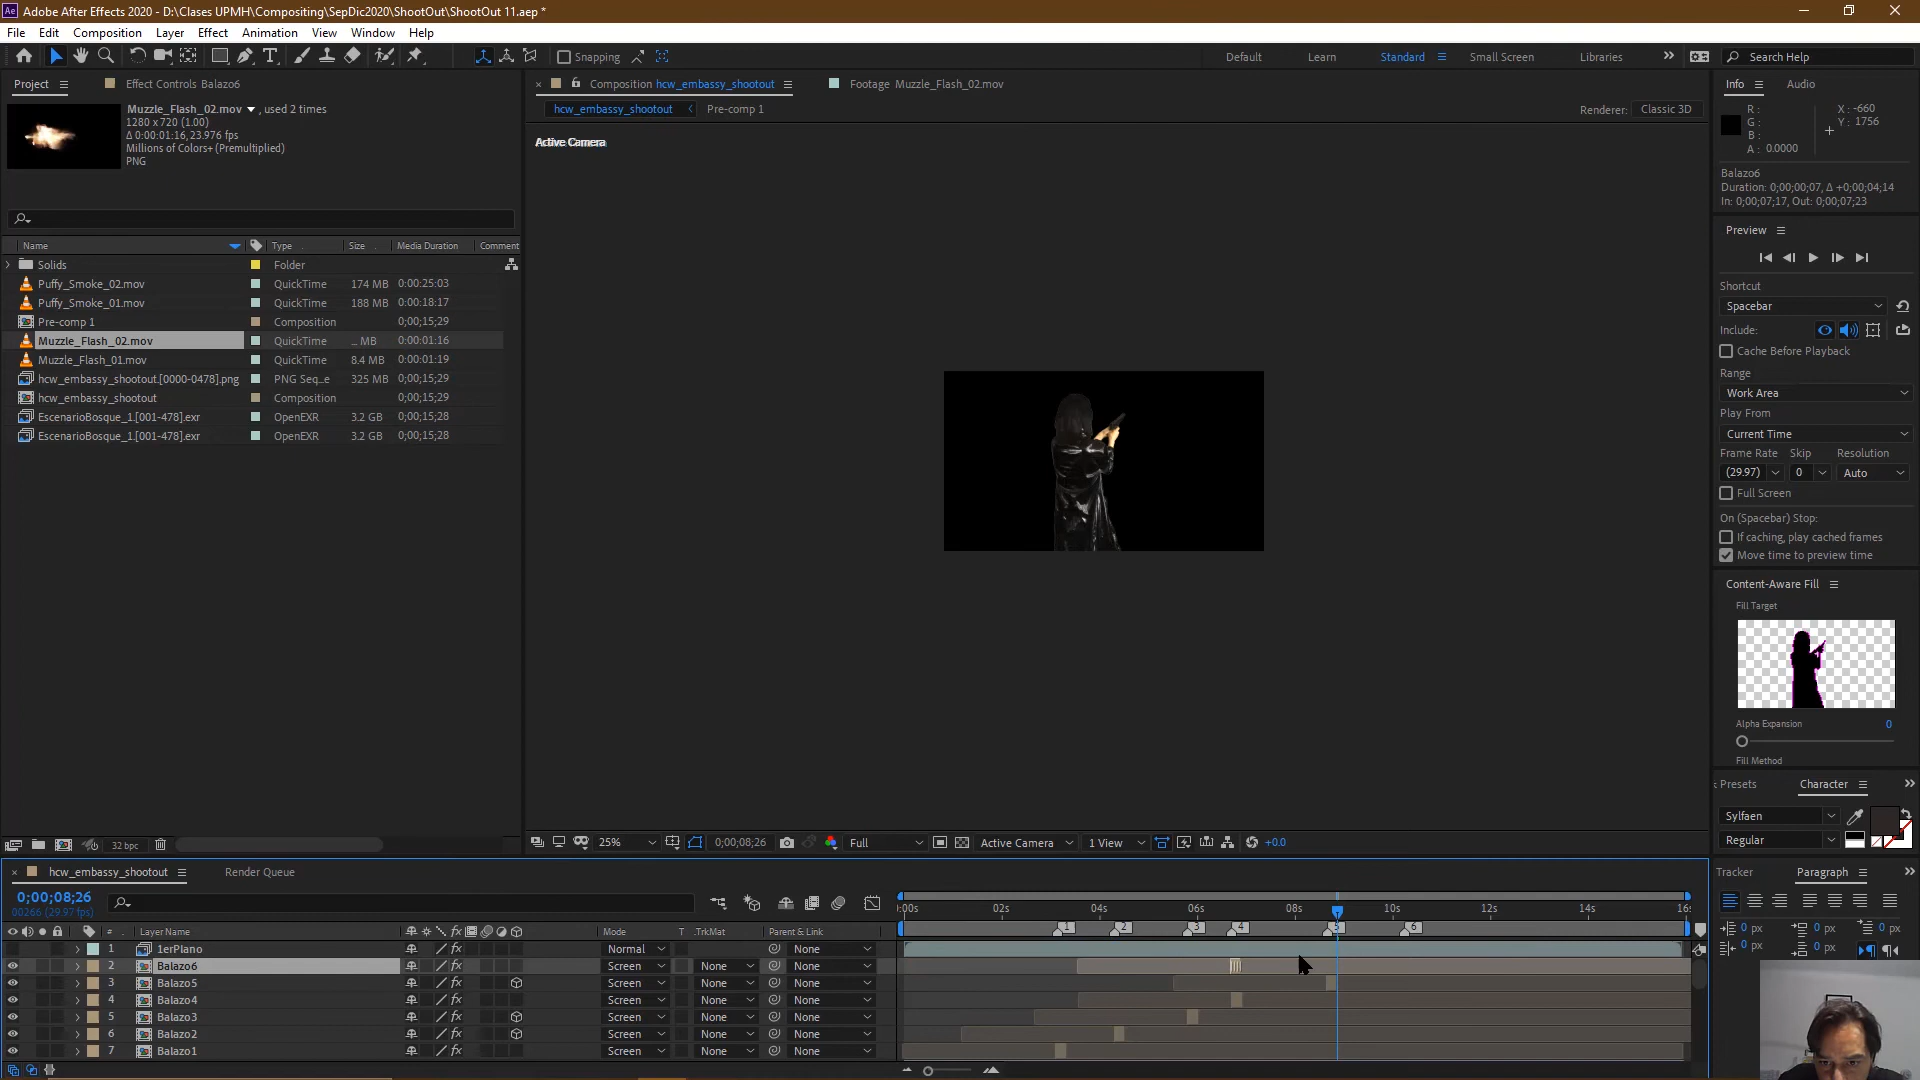 Ae Adobe After Effects 2020 - D:\Clases UPMH\Compositing\SepDic2020\ShootOut\ShootOut 11.aep *
File Edit Composition Layer Effect Animation View Window Help
Snapping Default Learn Standard Small Screen Libraries Search Help
Project Effect Controls Balazo6
Muzzle_Flash_02.mov , used 2 times
1280 x 720 (1.00)
Δ 0:00:01:16, 23.976 fps
Millions of Colors+ (Premultiplied)
PNG
Name Type Size Media Duration Comment
Solids Folder
Puffy_Smoke_02.mov QuickTime 174 MB 0:00:25:03
Puffy_Smoke_01.mov QuickTime 188 MB 0:00:18:17
Pre-comp 1 Composition 0;00;15;29
Muzzle_Flash_02.mov QuickTime ... MB 0:00:01:16
Muzzle_Flash_01.mov QuickTime 8.4 MB 0:00:01:19
hcw_embassy_shootout.[0000-0478].png PNG Seq...e 325 MB 0;00;15;29
hcw_embassy_shootout Composition 0;00;15;29
EscenarioBosque_1.[001-478].exr OpenEXR 3.2 GB 0;00;15;28
EscenarioBosque_1.[001-478].exr OpenEXR 3.2 GB 0;00;15;28
32 bpc
Composition hcw_embassy_shootout Footage Muzzle_Flash_02.mov
hcw_embassy_shootout Pre-comp 1
Renderer: Classic 3D
Active Camera
25% 0;00;08;26 Full Active Camera 1 View +0.0
Info Audio
R :
G :
B :
A : 0.0000
X : -660
Y : 1756
Balazo6
Duration: 0;00;00;07, Δ +0;00;04;14
In: 0;00;07;17, Out: 0;00;07;23
Preview
Shortcut
Spacebar
Include:
Cache Before Playback
Range
Work Area
Play From
Current Time
Frame Rate Skip Resolution
(29.97) 0 Auto
Full Screen
On (Spacebar) Stop:
If caching, play cached frames
Move time to preview time
Content-Aware Fill
Fill Target
Alpha Expansion 0
Fill Method
Presets Character
Sylfaen
Regular
Tracker Paragraph
0 px 0 px 0 px
0 px 0 px
hcw_embassy_shootout Render Queue
0;00;08;26
00266 (29.97 fps)
# Layer Name Mode T .TrkMat Parent & Link
1 1erPlano Normal None
2 Balazo6 Screen None None
3 Balazo5 Screen None None
4 Balazo4 Screen None None
5 Balazo3 Screen None None
6 Balazo2 Screen None None
7 Balazo1 Screen None None
:00s 02s 04s 06s 08s 10s 12s 14s 16s
1 2 3 4 5 6